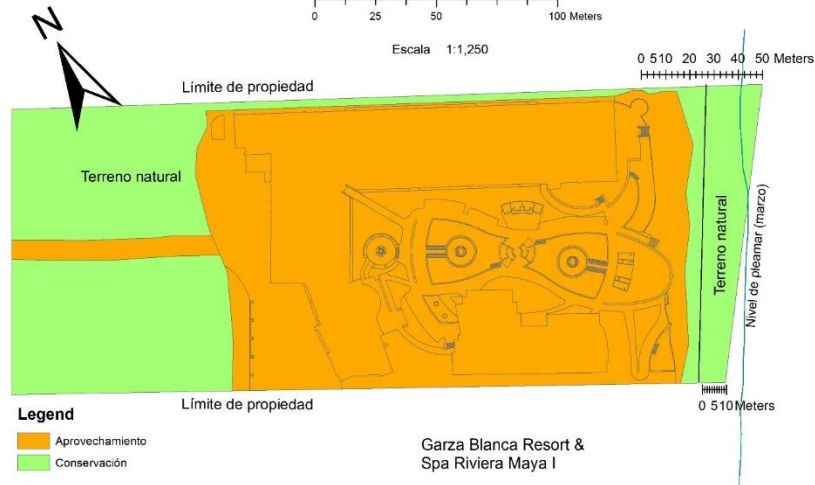 N
0 25 50 100 Meters
Escala 1:1,250
Límite de propiedad
0 510 20 30 40 50 Meters
Terreno natural
Terreno natural
Nivel de pleamar (marzo)
Límite de propiedad
0 510Meters
Legend
Aprovechamiento
Conservación
Garza Blanca Resort &
Spa Riviera Maya I